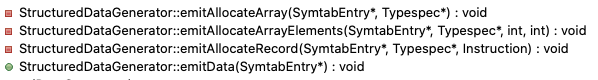 StructuredDataGenerator::emitAllocateArray(SymtabEntry*, Typespec*) : void
StructuredDataGenerator::emitAllocateArrayElements(SymtabEntry*, Typespec*, int, int) : void
StructuredDataGenerator::emitAllocateRecord(SymtabEntry*, Typespec*, Instruction) : void
StructuredDataGenerator::emitData(SymtabEntry*) : void